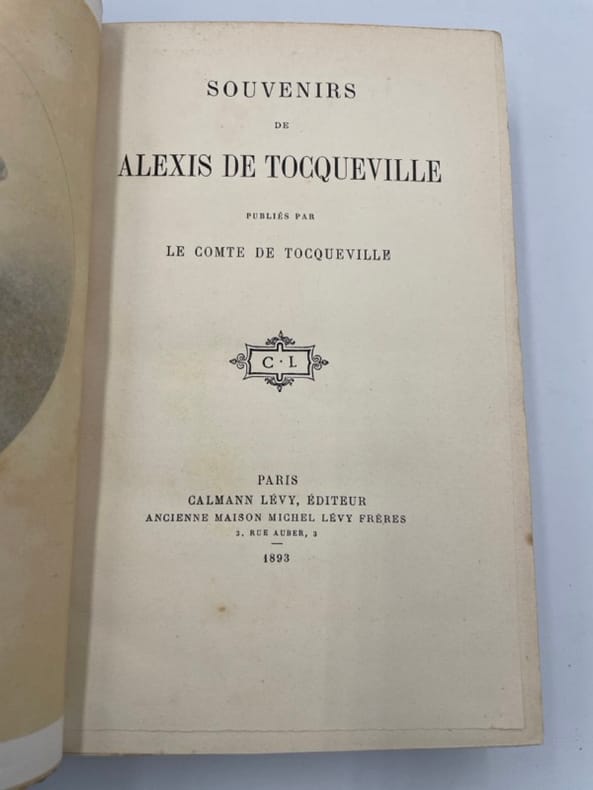 SOUVENIRS
DE
ALEXIS DE TOCQUEVILLE
PUBLIÉS PAR
LE COMTE DE TOCQUEVILLE
C · L
PARIS
CALMANN LÉVY, ÉDITEUR
ANCIENNE MAISON MICHEL LÉVY FRÈRES
3, RUE AUBER, 3
1893